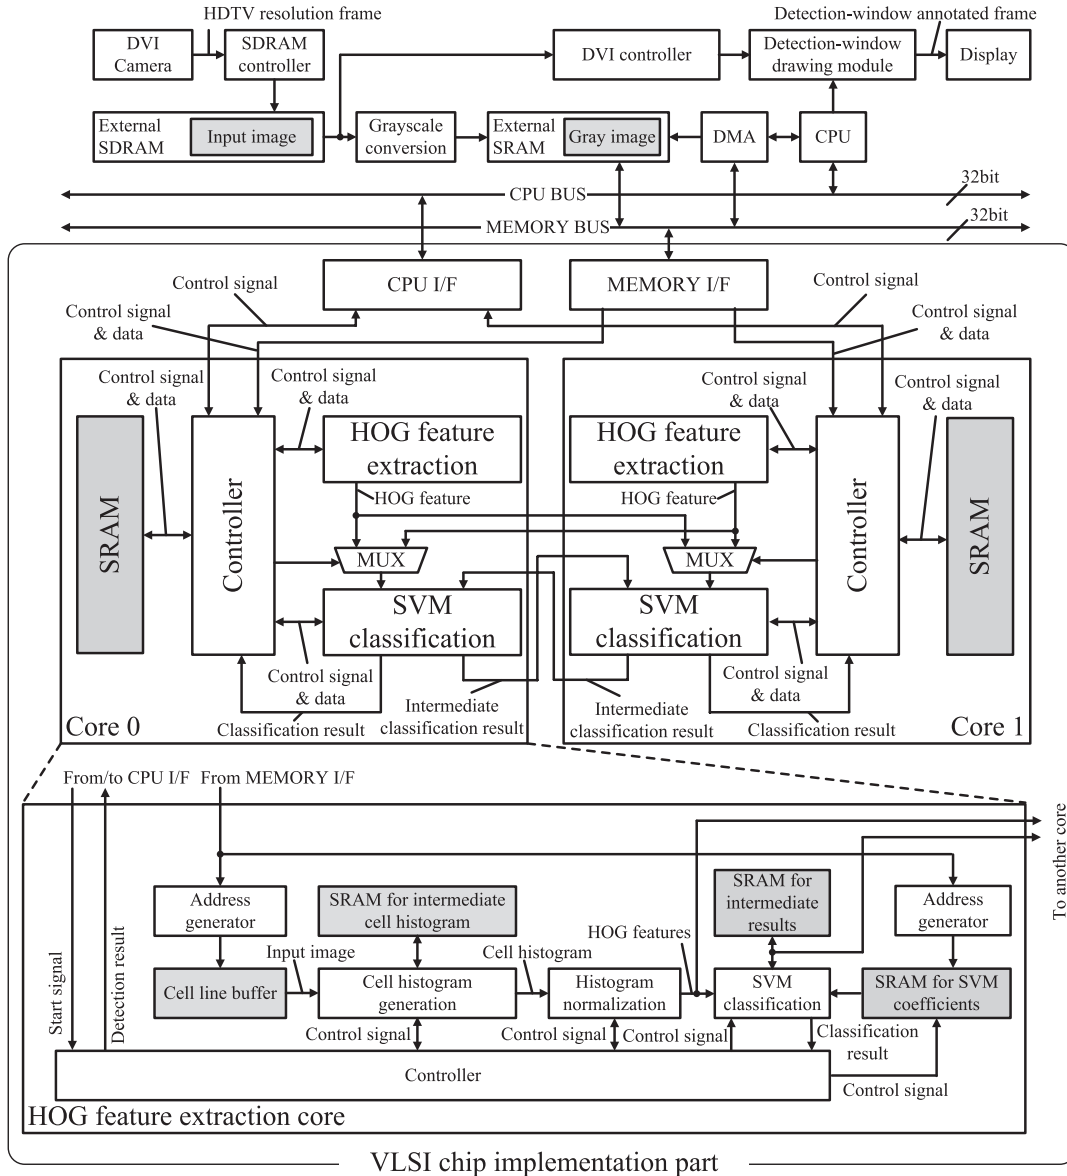 HDTV resolution frame
Detection-window annotated frame
DVI
Camera
SDRAM
controller
DVI controller
Detection-window
drawing module
Display
External
SDRAM
Input image
Grayscale
conversion
External
SRAM
Gray image
DMA
CPU
32bit
CPU BUS
32bit
MEMORY BUS
CPU I/F
MEMORY I/F
Control signal
Control signal
Control signal
& data
Control signal
& data
Control signal
& data
Control signal
& data
Control signal
& data
Control signal
& data
SRAM
Controller
HOG feature
extraction
HOG feature
extraction
Controller
SRAM
HOG feature
HOG feature
MUX
MUX
SVM
classification
SVM
classification
Control signal
& data
Control signal
& data
Classification result
Intermediate
classification result
Intermediate
classification result
Classification result
Core 0
Core 1
From/to CPU I/F
From MEMORY I/F
To another core
Address
generator
SRAM for intermediate
cell histogram
SRAM for
intermediate
results
Address
generator
Input image
Cell histogram
HOG features
Cell line buffer
Cell histogram
generation
Histogram
normalization
SVM
classification
SRAM for SVM
coefficients
Start signal
Detection result
Control signal
Control signal
Control signal
Classification
result
Controller
Control signal
HOG feature extraction core
VLSI chip implementation part